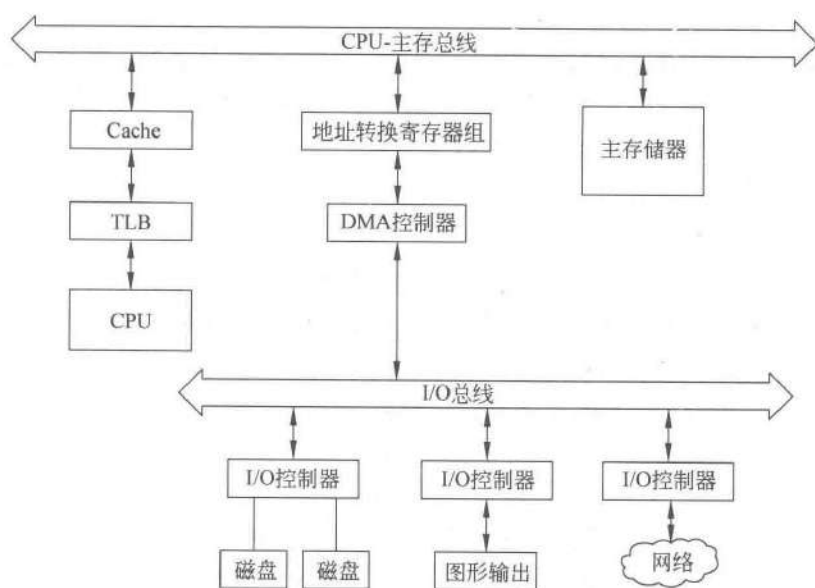 CPU-主存总线
Cache
地址转换寄存器组
主存储器
TLB
DMA控制器
CPU
I/O总线
I/O控制器
I/O控制器
I/O控制器
磁盘
磁盘
图形输出
网络